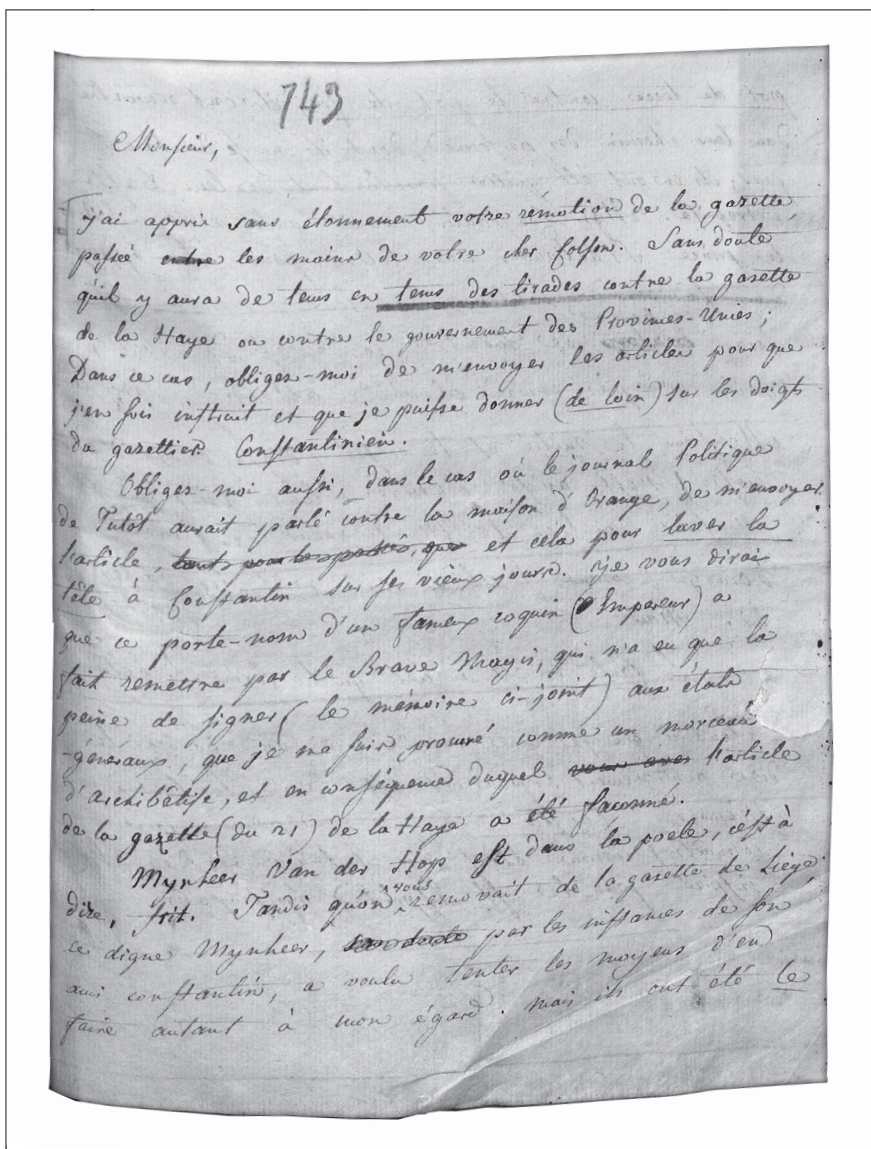 743
Monsieur,
j'ai appris sans étonnement votre rémotion de la gazette,
passée entre les mains de votre cher Colson. Sans doute
qu'il y aura de tems en tems des tirades contre la gazette
de la Haye ou contre le gouvernement des Provinces-Unies;
Dans ce cas, obligez-moi de m'envoyer les articles pour que
j'en sois instruit et que je puisse donner (de loin) sur les doigts
du gazettier Constantinien.
Obligez-moi aussi, dans le cas où le journal Politique
de Tutôt aurait parlé contre la maison d'Orange, de m'envoyer
l'article, et cela pour laver la
tête à Constantin sur ses vieux jours. je vous dirai
que ce porte-nom d'un fameux coquin (Empereur) a
fait remettre par le Brave Magis, qui n'a eu que la
peine de signer (le mémoire ci-joint) aux états
-généraux, que je me suis procuré comme un morceau
d'archibêtise, et en conséquence duquel l'article
de la gazette (du 21) de la Haye a été façonné.
Mynheer Van der Hop est dans la poele, c'est à
dire, frit. Tandis qu'on vous removait de la gazette de Liège,
ce digne Mynheer, par les instances de son
ami constantin, a voulu tenter les moyens d'en
faire autant à mon égard. mais ils ont été le